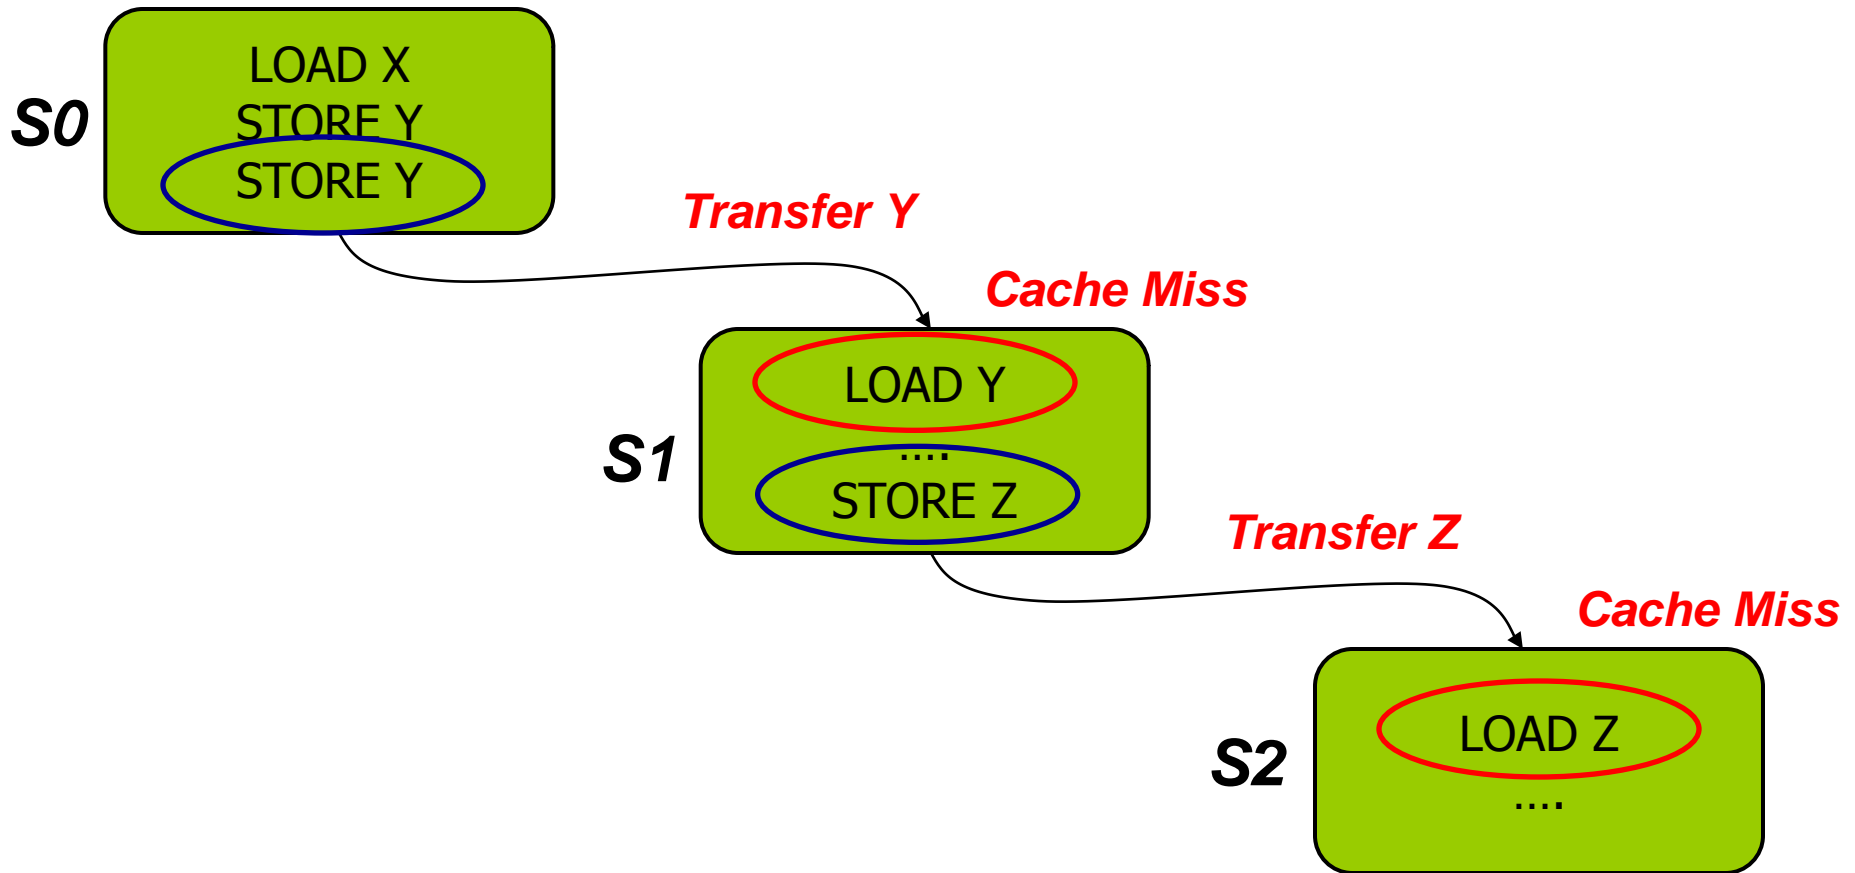 S0
LOAD X
STORE Y
STORE Y
Transfer Y
Cache Miss
S1
LOAD Y
....
STORE Z
Transfer Z
Cache Miss
S2
LOAD Z
....